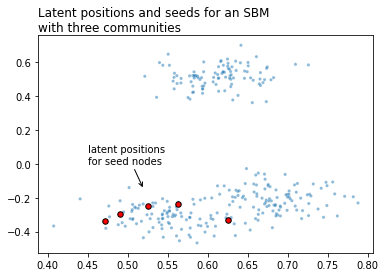 Latent positions and seeds for an SBM
with three communities
0.6
0.4
0.2
0.0
−0.2
−0.4
latent positions
for seed nodes
0.40 0.45 0.50 0.55 0.60 0.65 0.70 0.75 0.80